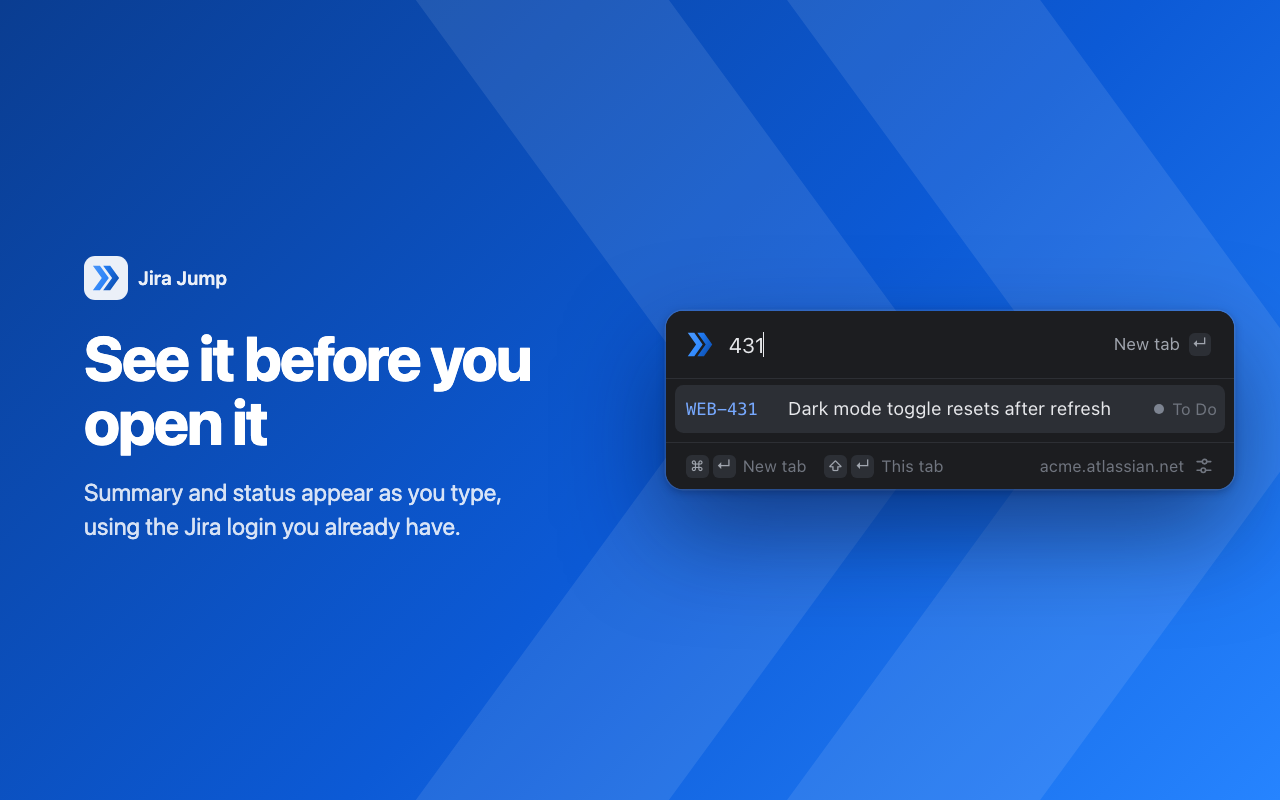 Jira Jump
See it before you
open it
Summary and status appear as you type,
using the Jira login you already have.
431
New tab ↵
WEB-431 Dark mode toggle resets after refresh To Do
⌘ ↵ New tab ⇧ ↵ This tab acme.atlassian.net